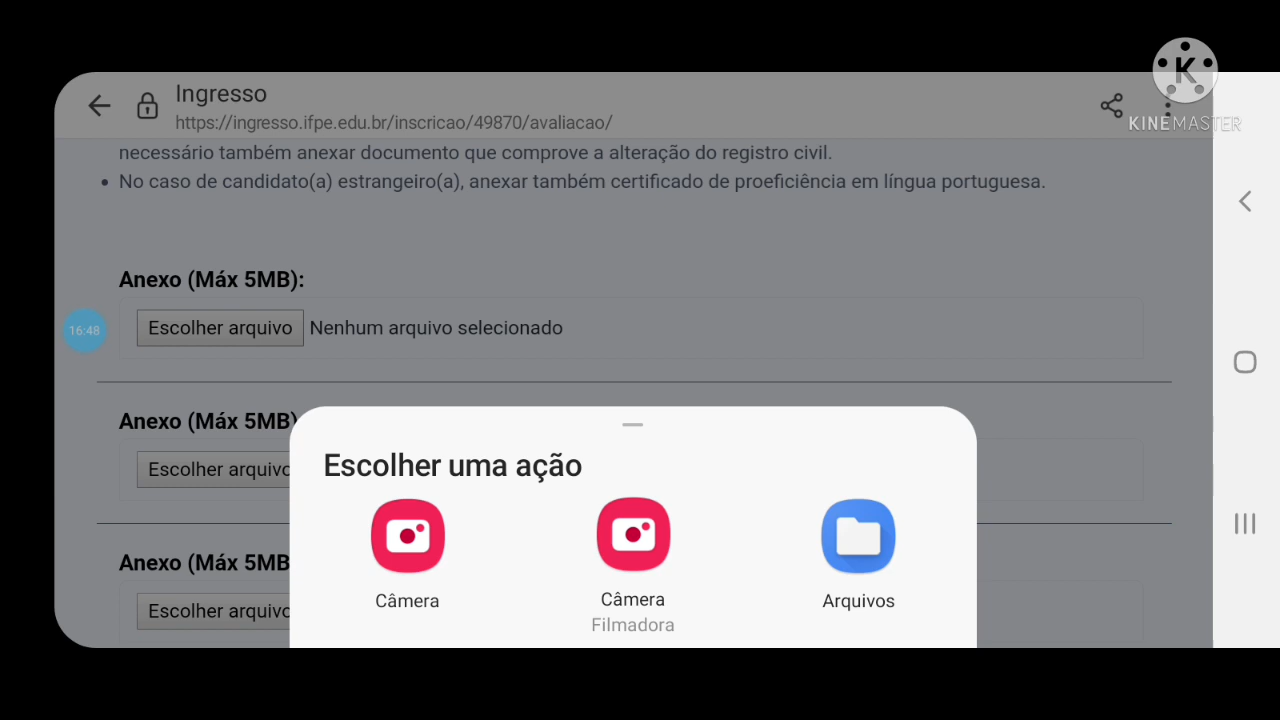 Ingresso
https://ingresso.ifpe.edu.br/inscricao/49870/avaliacao/
K
KINEMASTER
necessário também anexar documento que comprove a alteração do registro civil.
• No caso de candidato(a) estrangeiro(a), anexar também certificado de proeficiência em língua portuguesa.
Anexo (Máx 5MB):
Escolher arquivo Nenhum arquivo selecionado
16:48
Anexo (Máx 5MB)
Escolher arquivo
Anexo (Máx 5MB
Escolher arquivo
Escolher uma ação
Câmera
Câmera
Filmadora
Arquivos